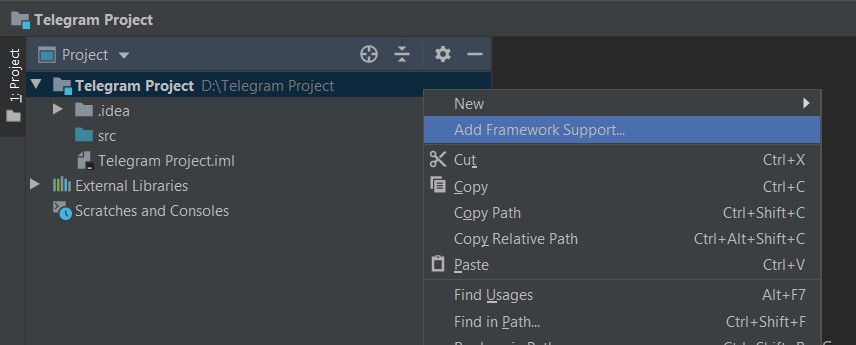 Telegram Project
1: Project
Project
Telegram Project D:\Telegram Project
.idea
src
Telegram Project.iml
External Libraries
Scratches and Consoles
New
Add Framework Support...
Cut Ctrl+X
Copy Ctrl+C
Copy Path Ctrl+Shift+C
Copy Relative Path Ctrl+Alt+Shift+C
Paste Ctrl+V
Find Usages Alt+F7
Find in Path... Ctrl+Shift+F